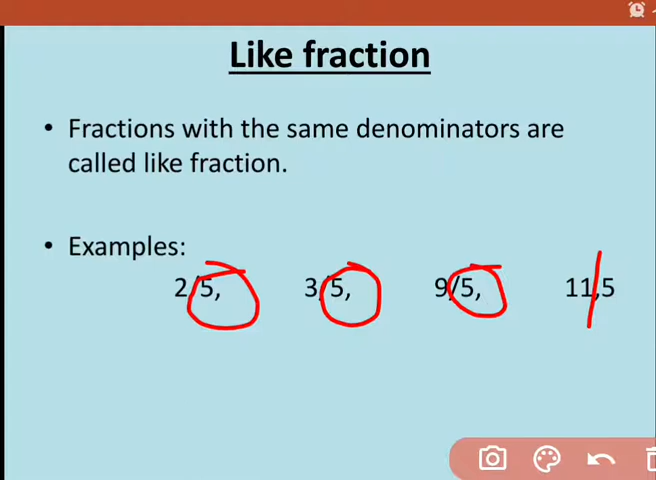 Like fraction
• Fractions with the same denominators are
called like fraction.
• Examples:
2/5, 3/5, 9/5, 11,5